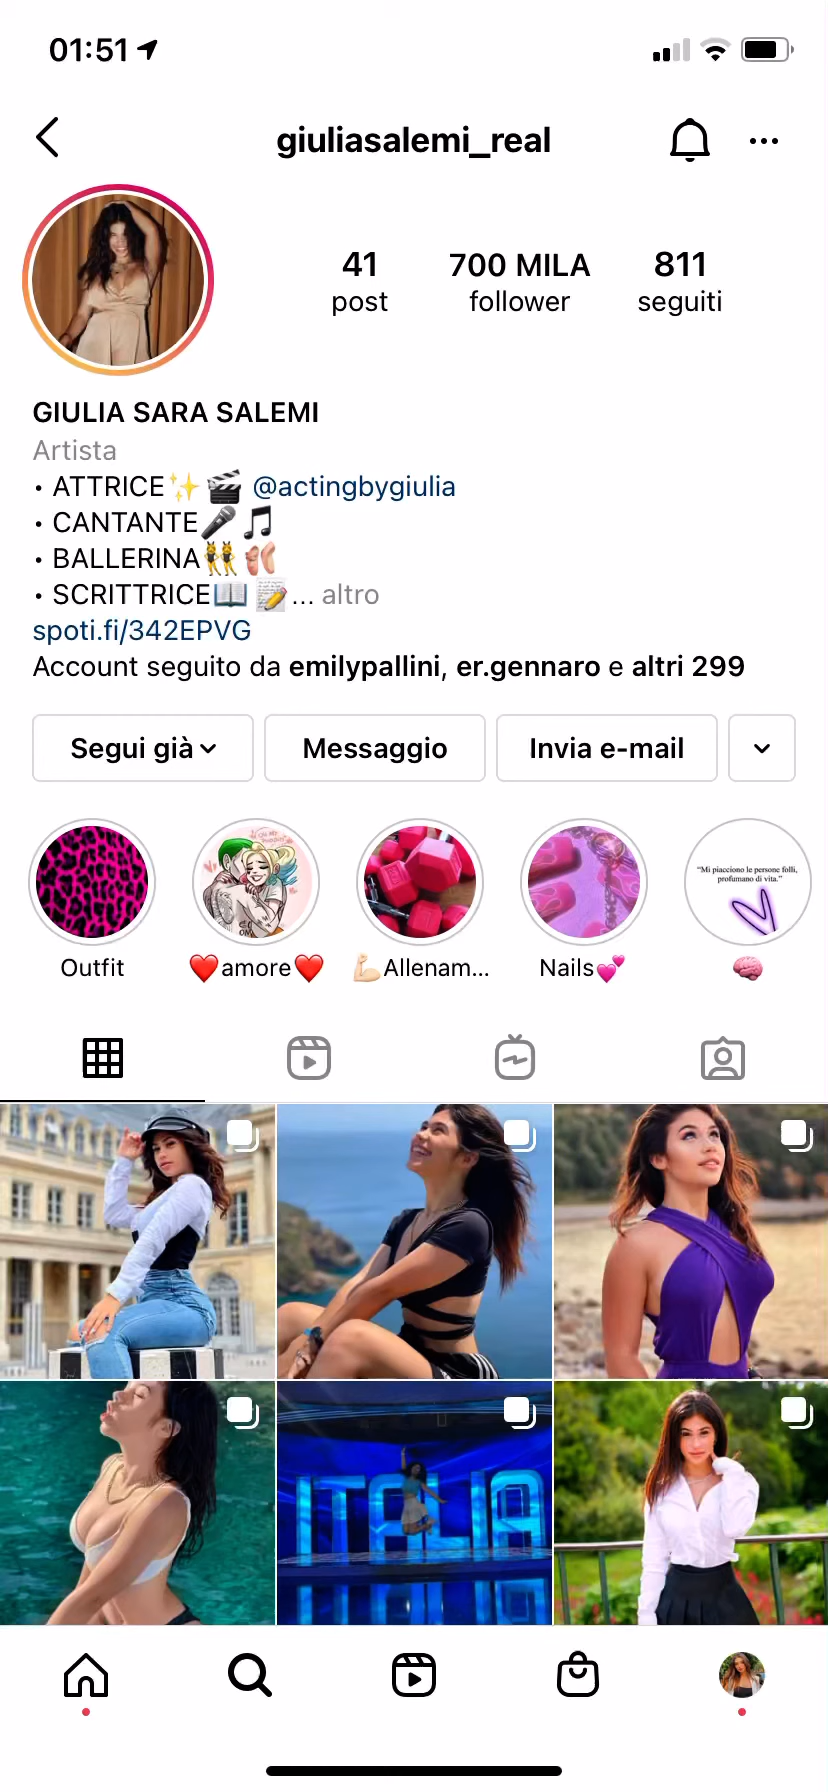 01:51
giuliasalemi_real
41
post
700 MILA
follower
811
seguiti
GIULIA SARA SALEMI
Artista
• ATTRICE✨🎬 @actingbygiulia
• CANTANTE🎤🎵
• BALLERINA👯🩰
• SCRITTRICE📖📝... altro
spoti.fi/342EPVG
Account seguito da emilypallini, er.gennaro e altri 299
Segui già
Messaggio
Invia e-mail
"Mi piacciono le persone folli,
profumano di vita."
Outfit
❤️amore❤️
💪🏻Allenam...
Nails💕
🧠
ITALIA